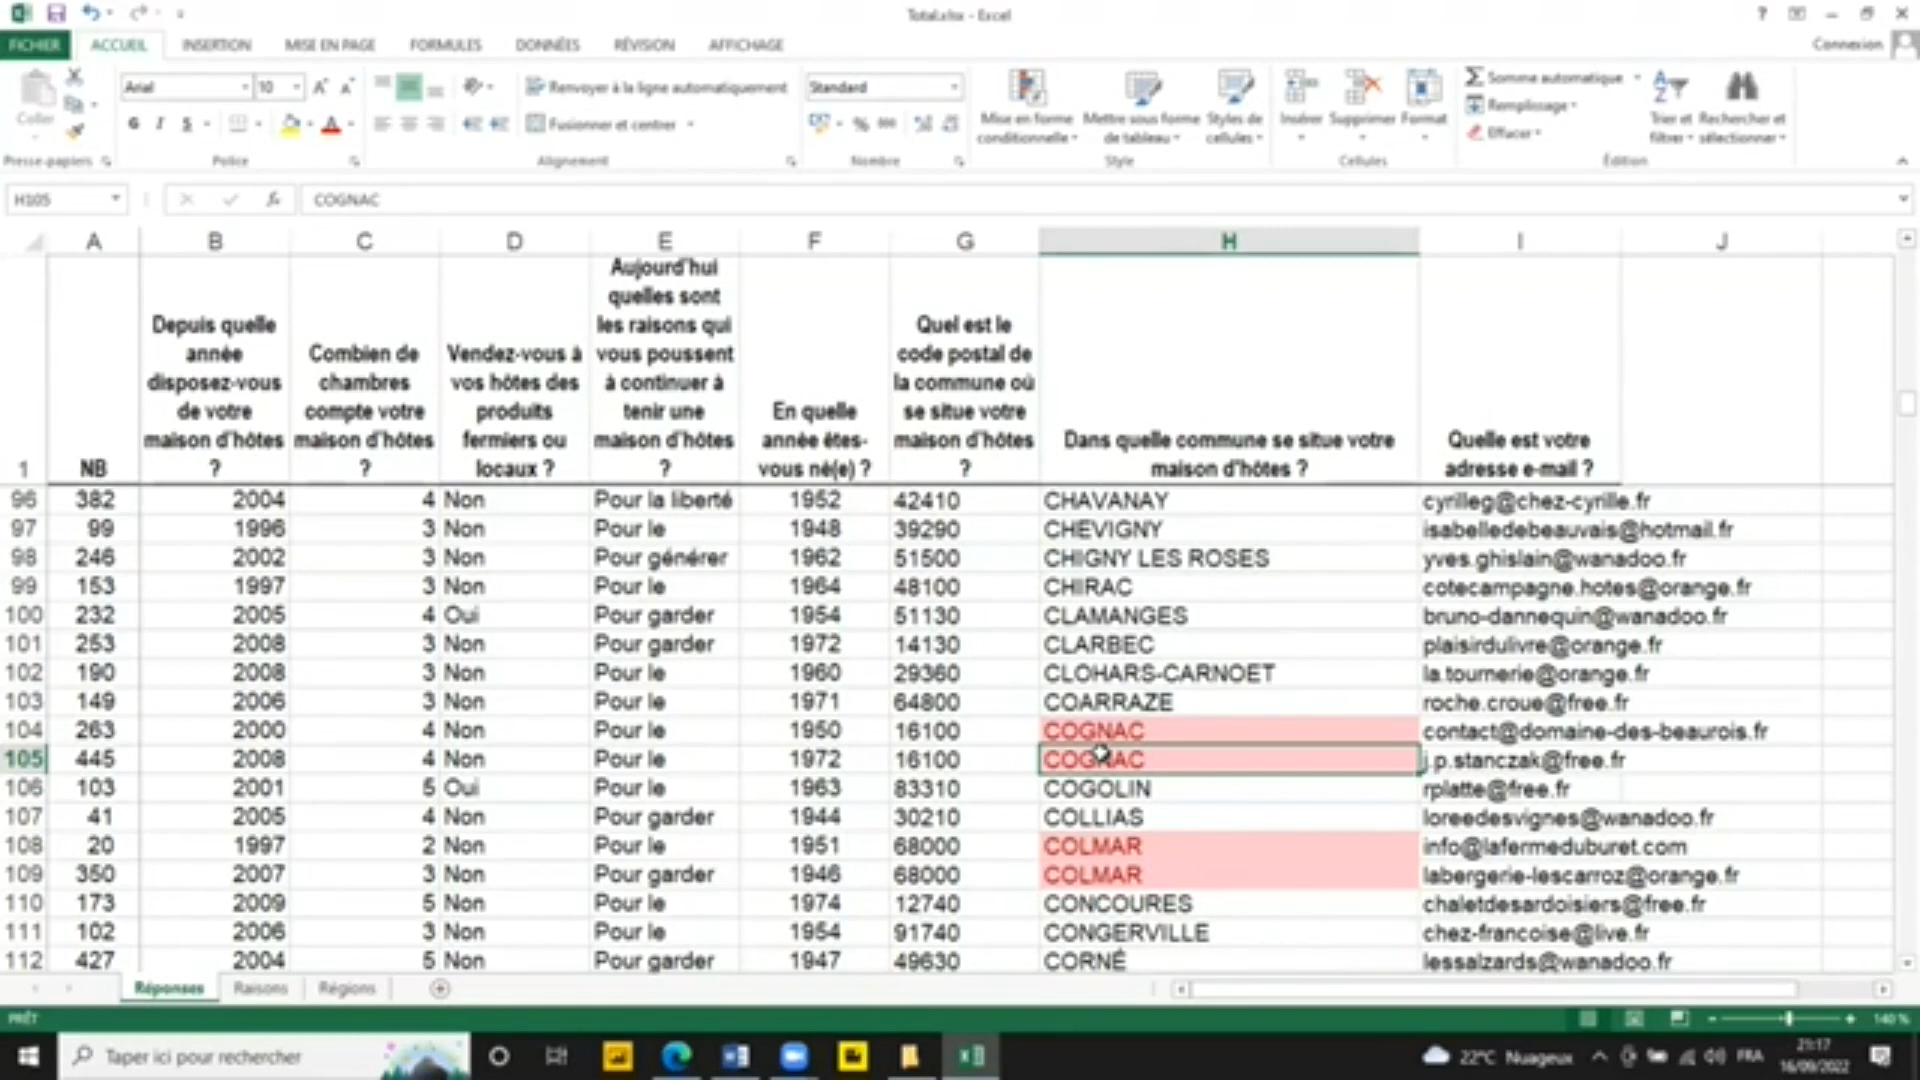 Total.xlsx - Excel
FICHIER ACCUEIL INSERTION MISE EN PAGE FORMULES DONNÉES RÉVISION AFFICHAGE Connexion
Coller
Arial 10
Renvoyer à la ligne automatiquement
Standard
Mise en forme conditionnelle
Mettre sous forme de tableau
Styles de cellules
Insérer Supprimer Format
Somme automatique
Remplissage
Effacer
Trier et filtrer
Rechercher et sélectionner
G I S
Fusionner et centrer
% 000
Presse-papiers Police Alignement Nombre Style Cellules Édition
H105 fx COGNAC
A B C D E F G H I J
1 NB
Depuis quelle année disposez-vous de votre maison d'hôtes ?
Combien de chambres compte votre maison d'hôtes ?
Vendez-vous à vos hôtes des produits fermiers ou locaux ?
Aujourd'hui quelles sont les raisons qui vous poussent à continuer à tenir une maison d'hôtes ?
En quelle année êtes-vous né(e) ?
Quel est le code postal de la commune où se situe votre maison d'hôtes ?
Dans quelle commune se situe votre maison d'hôtes ?
Quelle est votre adresse e-mail ?
96 382 2004 4 Non Pour la liberté 1952 42410 CHAVANAY cyrilleg@chez-cyrille.fr
97 99 1996 3 Non Pour le 1948 39290 CHEVIGNY isabelledebeauvais@hotmail.fr
98 246 2002 3 Non Pour générer 1962 51500 CHIGNY LES ROSES yves.ghislain@wanadoo.fr
99 153 1997 3 Non Pour le 1964 48100 CHIRAC cotecampagne.hotes@orange.fr
100 232 2005 4 Oui Pour garder 1954 51130 CLAMANGES bruno-dannequin@wanadoo.fr
101 253 2008 3 Non Pour garder 1972 14130 CLARBEC plaisirdulivre@orange.fr
102 190 2008 3 Non Pour le 1960 29360 CLOHARS-CARNOET la.tournerie@orange.fr
103 149 2006 3 Non Pour le 1971 64800 COARRAZE roche.croue@free.fr
104 263 2000 4 Non Pour le 1950 16100 COGNAC contact@domaine-des-beaurois.fr
105 445 2008 4 Non Pour le 1972 16100 COGNAC j.p.stanczak@free.fr
106 103 2001 5 Oui Pour le 1963 83310 COGOLIN rplatte@free.fr
107 41 2005 4 Non Pour garder 1944 30210 COLLIAS loreedesvignes@wanadoo.fr
108 20 1997 2 Non Pour le 1951 68000 COLMAR info@lafermeduburet.com
109 350 2007 3 Non Pour garder 1946 68000 COLMAR labergerie-lescarroz@orange.fr
110 173 2009 5 Non Pour le 1974 12740 CONCOURES chaletdesardoisiers@free.fr
111 102 2006 3 Non Pour le 1954 91740 CONGERVILLE chez-francoise@live.fr
112 427 2004 5 Non Pour garder 1947 49630 CORNÉ lessalzards@wanadoo.fr
Réponses Raisons Régions
PRÊT 140 %
Taper ici pour rechercher
22°C Nuageux FRA
21:17
16/09/2022